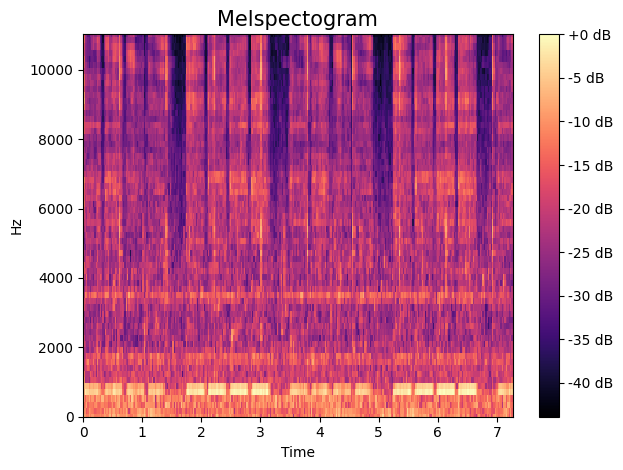 Melspectogram
+0 dB
-5 dB
-10 dB
-15 dB
-20 dB
-25 dB
-30 dB
-35 dB
-40 dB
10000
8000
6000
4000
2000
0
Hz
0 1 2 3 4 5 6 7
Time